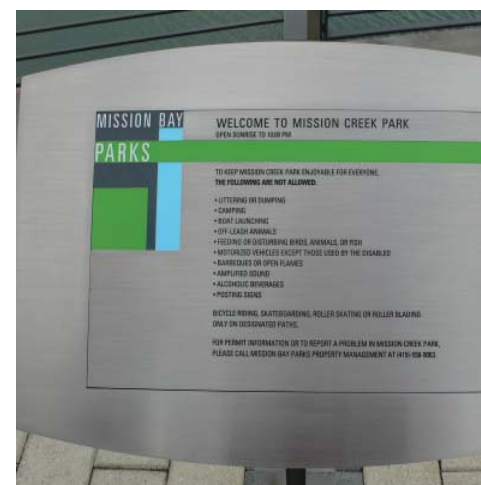 MISSION BAY
PARKS
WELCOME TO MISSION CREEK PARK
OPEN SUNRISE TO 10:00 PM
TO KEEP MISSION CREEK PARK ENJOYABLE FOR EVERYONE,
THE FOLLOWING ARE NOT ALLOWED:
• LITTERING OR DUMPING
• CAMPING
• BOAT LAUNCHING
• OFF-LEASH ANIMALS
• FEEDING OR DISTURBING BIRDS, ANIMALS, OR FISH
• MOTORIZED VEHICLES EXCEPT THOSE USED BY THE DISABLED
• BARBEQUES OR OPEN FLAMES
• AMPLIFIED SOUND
• ALCOHOLIC BEVERAGES
• POSTING SIGNS
BICYCLE RIDING, SKATEBOARDING, ROLLER SKATING OR ROLLER BLADING
ONLY ON DESIGNATED PATHS.
FOR PERMIT INFORMATION OR TO REPORT A PROBLEM IN MISSION CREEK PARK,
PLEASE CALL MISSION BAY PARKS PROPERTY MANAGEMENT AT